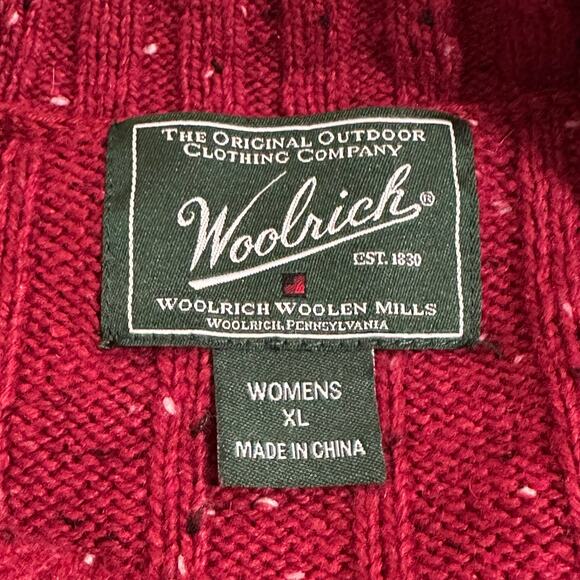 THE ORIGINAL OUTDOOR
CLOTHING COMPANY
Woolrich®
EST. 1830
WOOLRICH WOOLEN MILLS
WOOLRICH, PENNSYLVANIA
WOMENS
XL
MADE IN CHINA